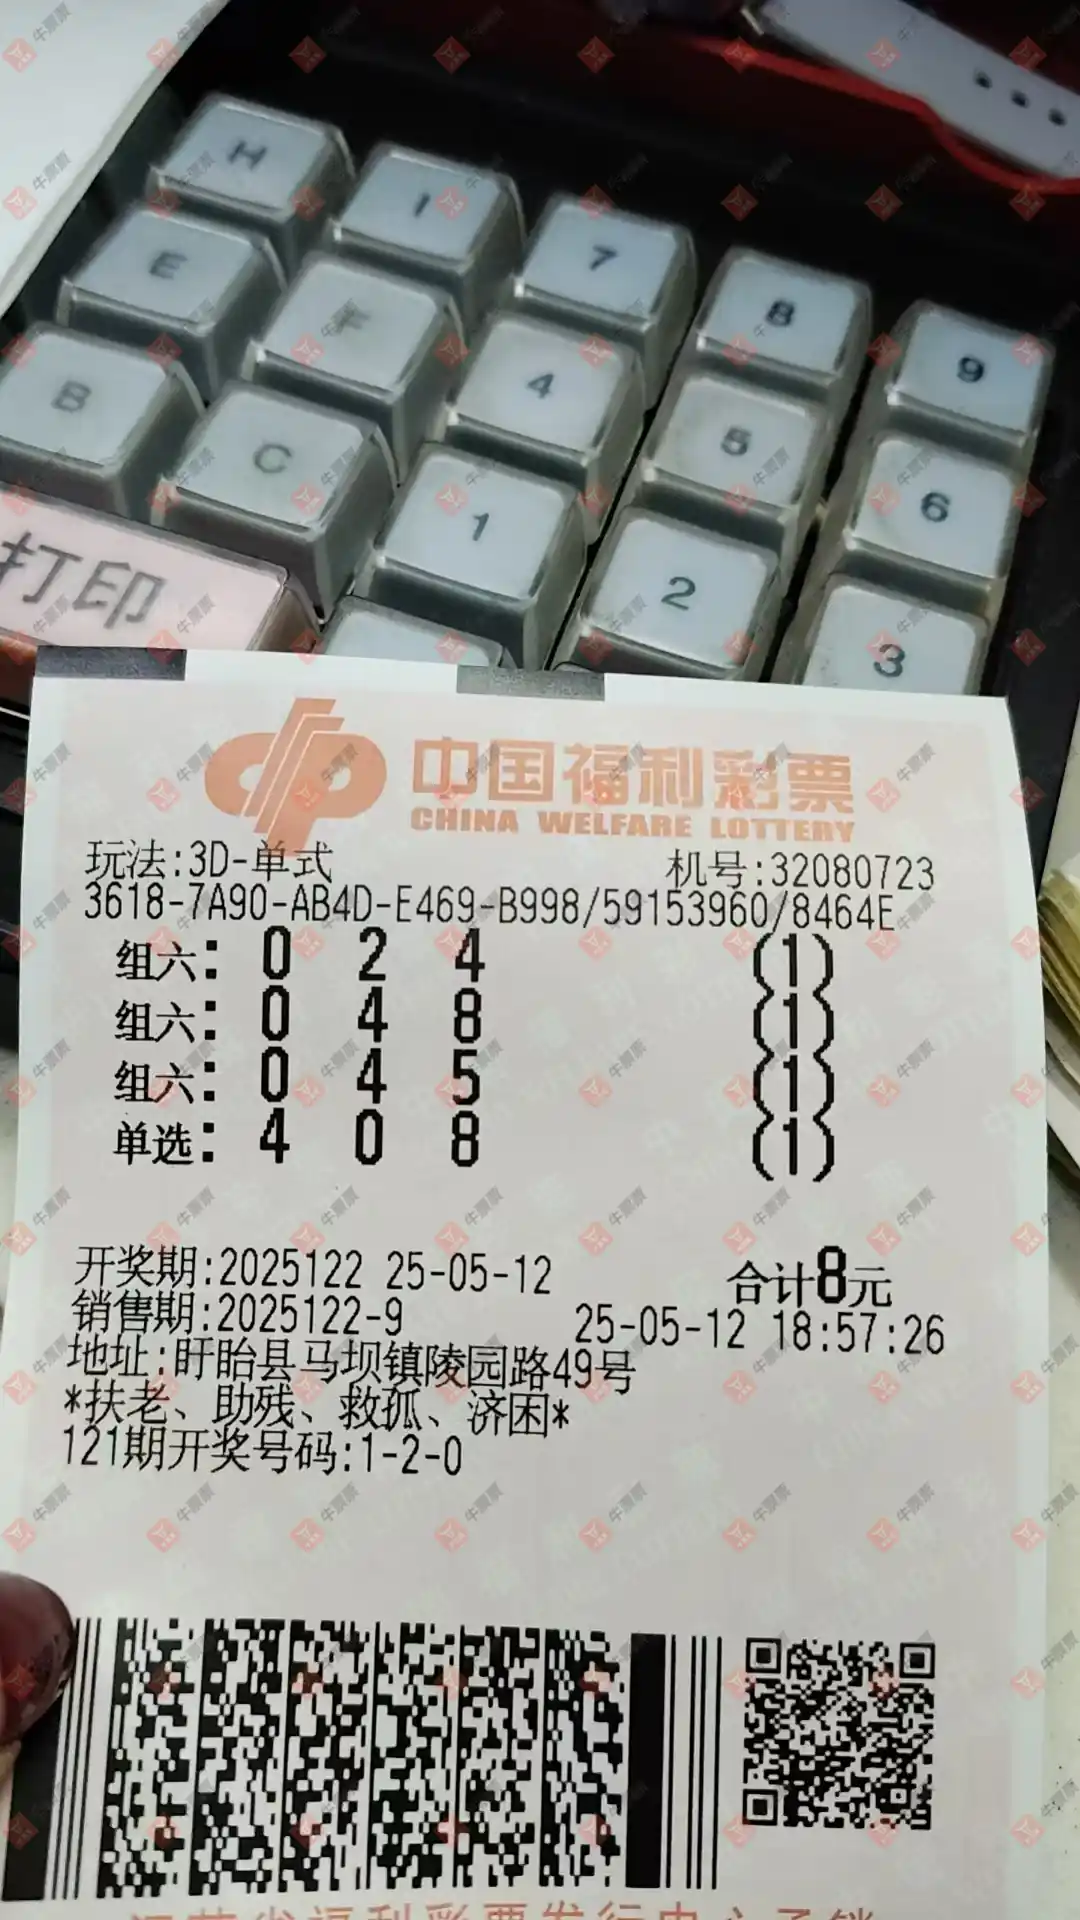 H I 7 8 9
E F 4 5 6
B C 1 2 3
打印
中国福利彩票
CHINA WELFARE LOTTERY
玩法:3D-单式 机号:32080723
3618-7A90-AB4D-E469-B998/59153960/8464E
组六: 0 2 4 (1)
组六: 0 4 8 (1)
组六: 0 4 5 (1)
单选: 4 0 8 (1)
开奖期:2025122 25-05-12 合计8元
销售期:2025122-9 25-05-12 18:57:26
地址:盱眙县马坝镇陵园路49号
*扶老、助残、救孤、济困*
121期开奖号码:1-2-0
牛票票